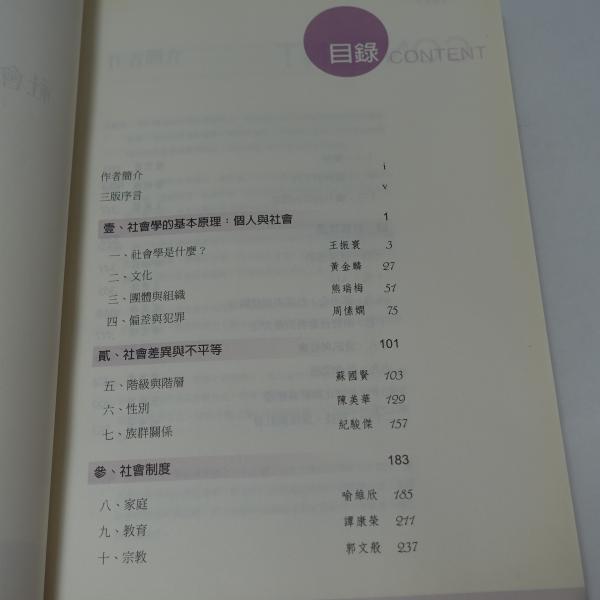 目錄 CONTENT
作者簡介 i
三版序言 v
壹、社會學的基本原理：個人與社會 1
一、社會學是什麼？ 王振寰 3
二、文化 黃金麟 27
三、團體與組織 熊瑞梅 51
四、偏差與犯罪 周愫嫻 75
貳、社會差異與不平等 101
五、階級與階層 蘇國賢 103
六、性別 陳美華 129
七、族群關係 紀駿傑 157
參、社會制度 183
八、家庭 喻維欣 185
九、教育 譚康榮 211
十、宗教 郭文般 237